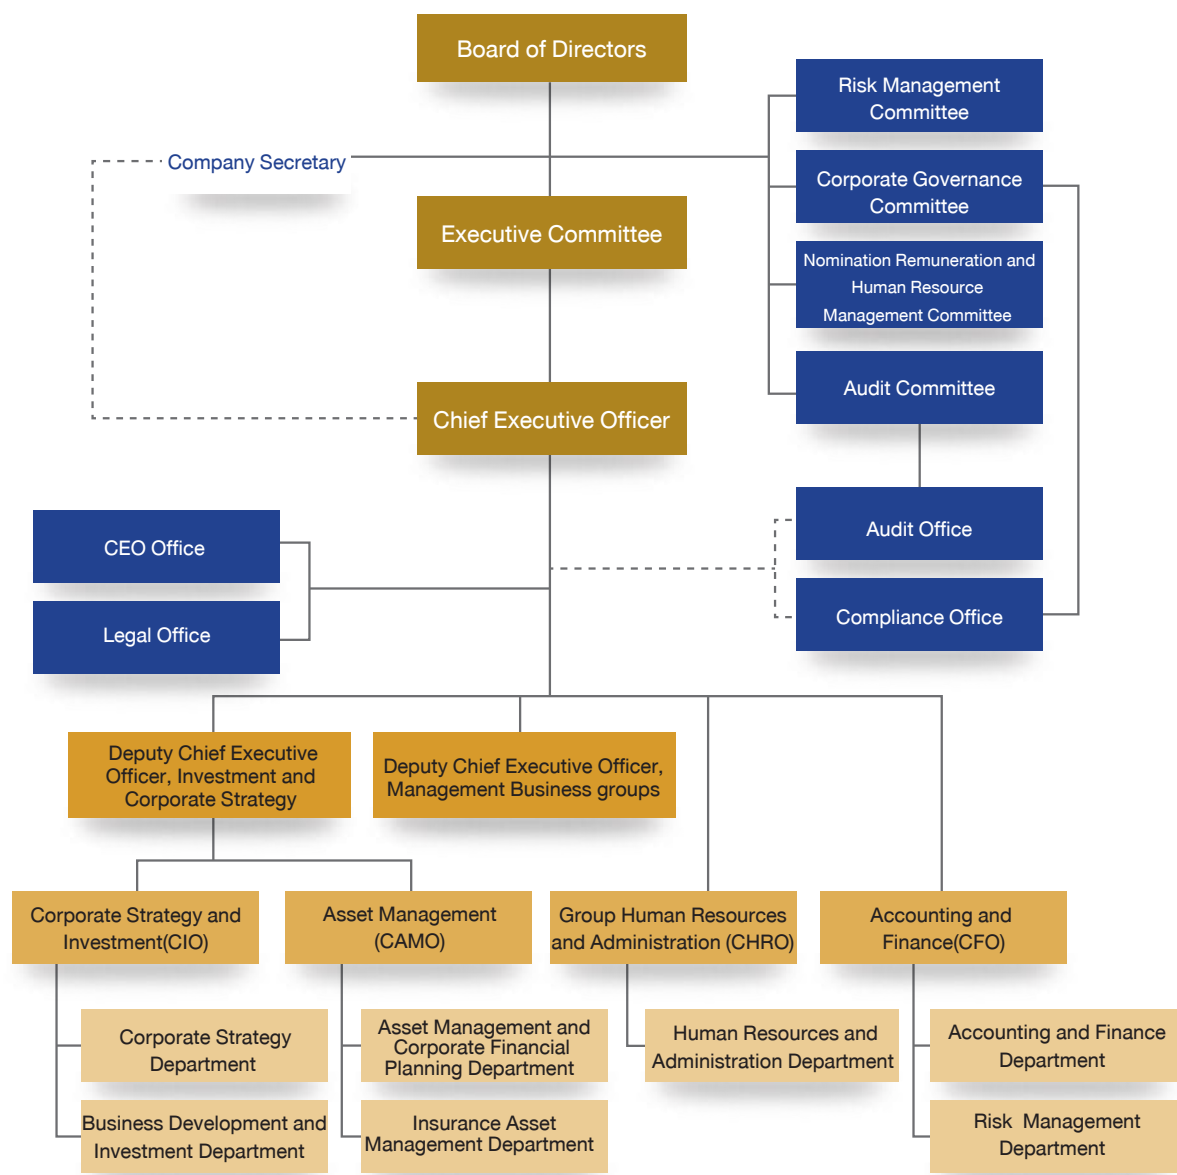 Board of Directors
Risk Management
Committee
Company Secretary
Corporate Governance
Committee
Executive Committee
Nomination Remuneration and
Human Resource
Management Committee
Audit Committee
Chief Executive Officer
Audit Office
CEO Office
Compliance Office
Legal Office
Deputy Chief Executive
Officer, Investment and
Corporate Strategy
Deputy Chief Executive Officer,
Management Business groups
Corporate Strategy and
Investment(CIO)
Asset Management
(CAMO)
Group Human Resources
and Administration (CHRO)
Accounting and
Finance(CFO)
Corporate Strategy
Department
Asset Management and
Corporate Financial
Planning Department
Human Resources and
Administration Department
Accounting and Finance
Department
Business Development and
Investment Department
Insurance Asset
Management Department
Risk Management
Department